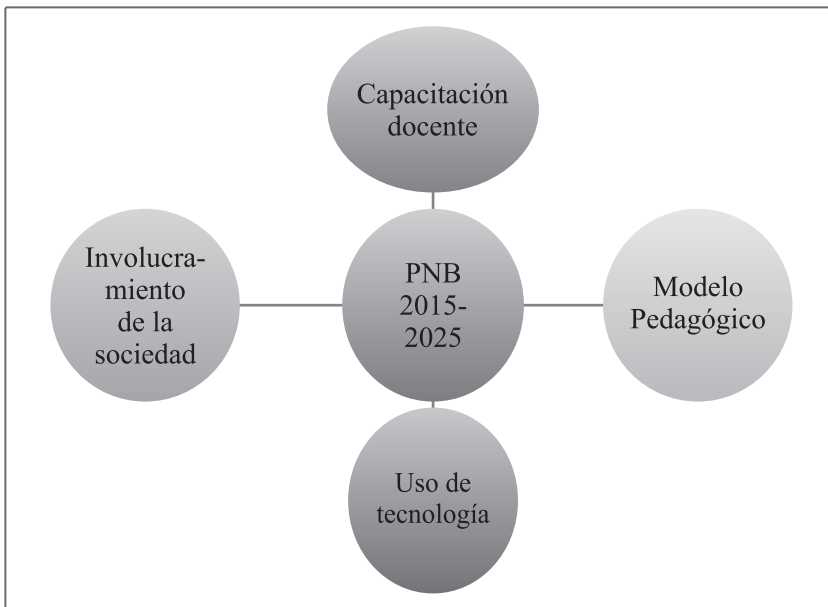 Capacitación
docente
Involucra-
miento
de la
sociedad
PNB
2015-
2025
Modelo
Pedagógico
Uso de
tecnología